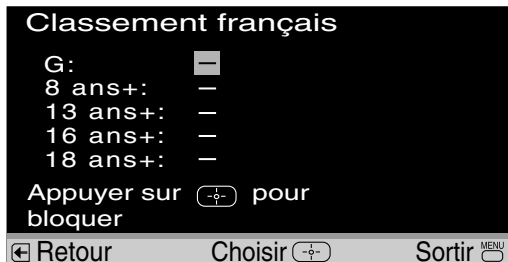 Classement français
G: –
8 ans+: –
13 ans+: –
16 ans+: –
18 ans+: –
Appuyer sur pour
bloquer
Retour Choisir Sortir MENU